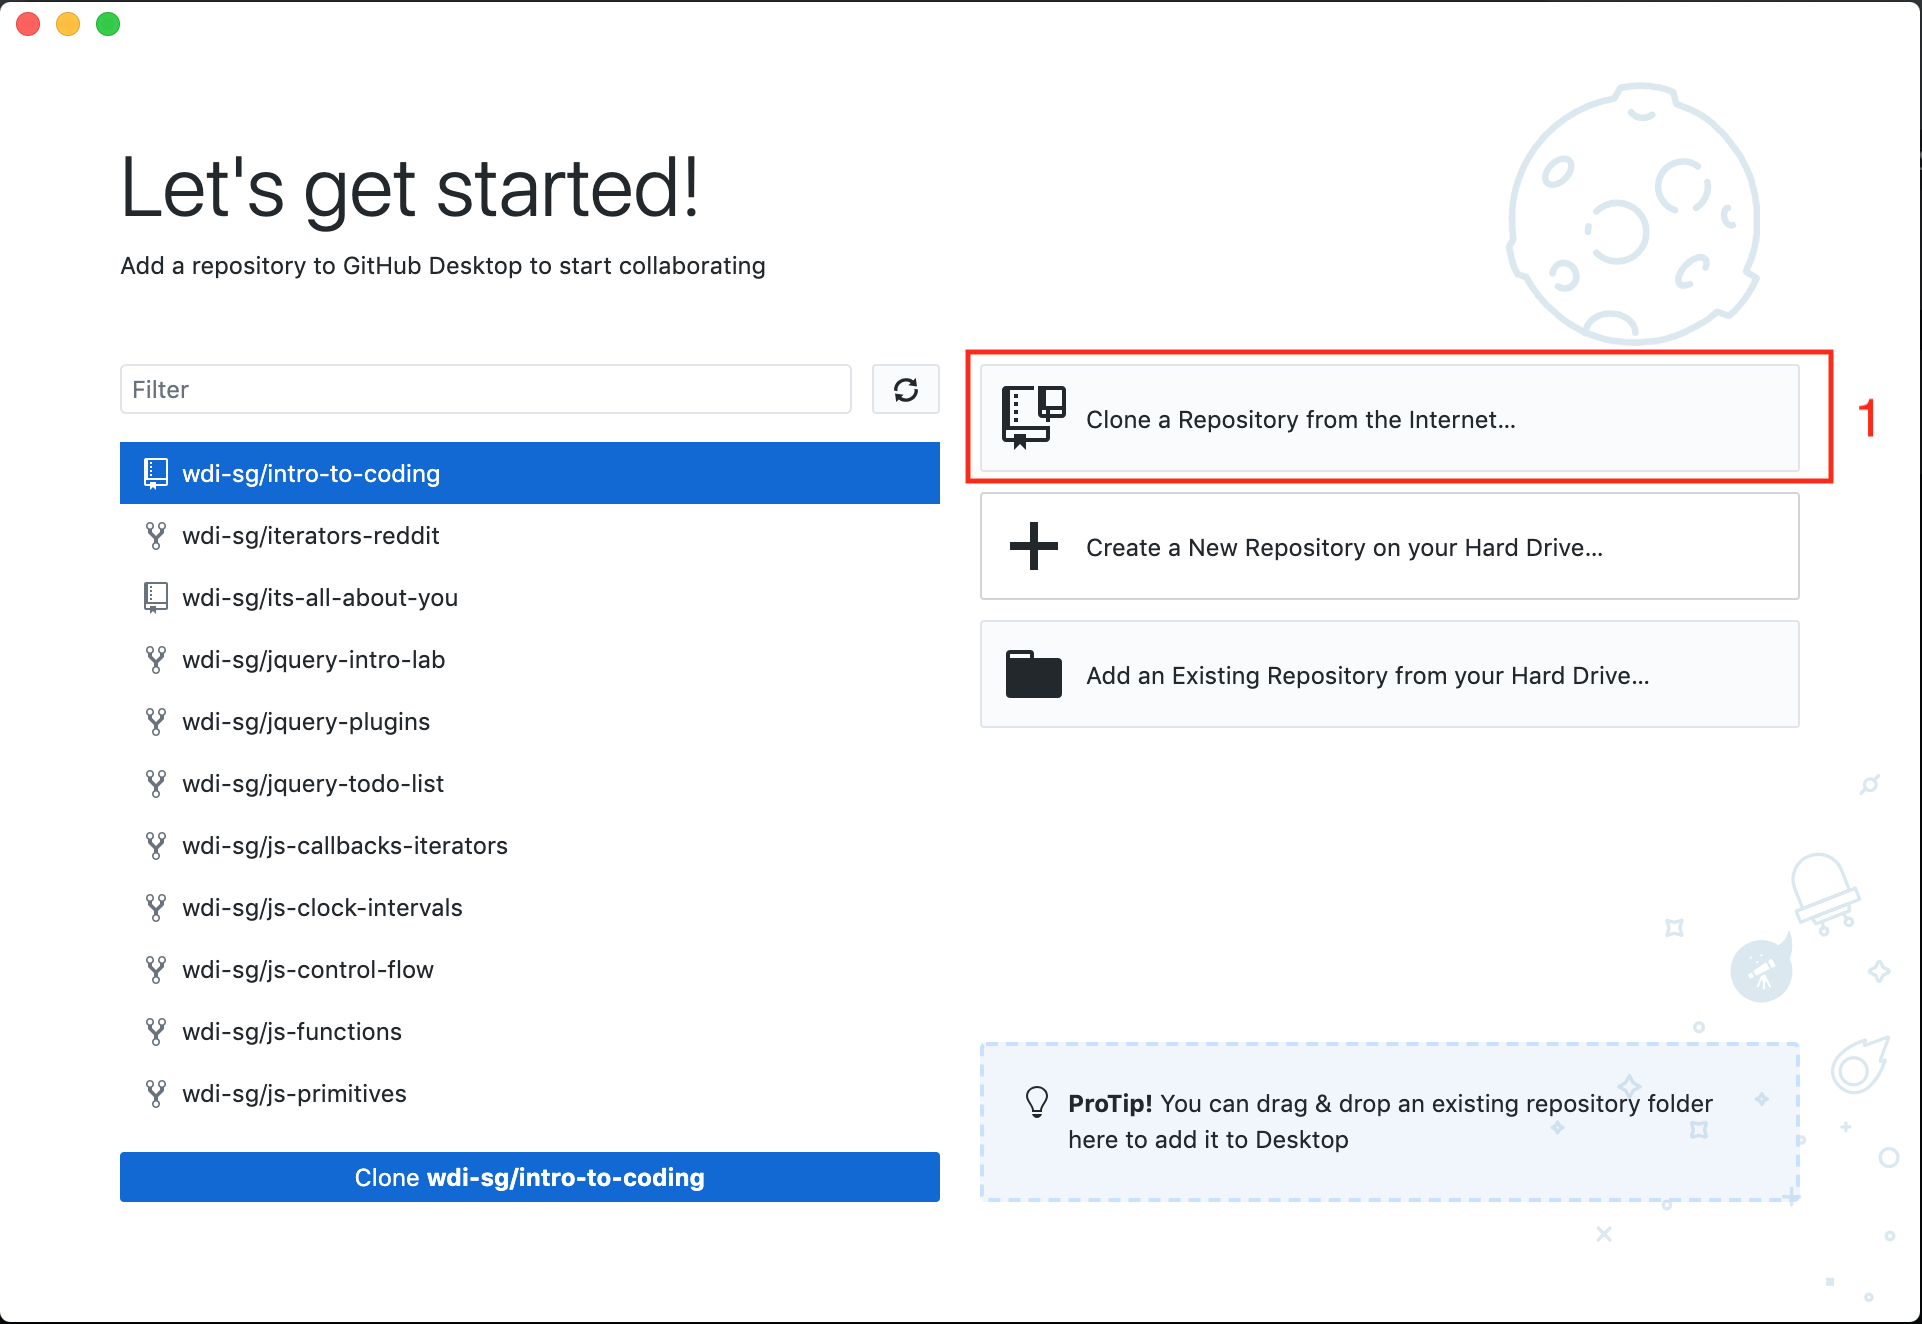 Let's get started!
Add a repository to GitHub Desktop to start collaborating
Filter
wdi-sg/intro-to-coding
wdi-sg/iterators-reddit
wdi-sg/its-all-about-you
wdi-sg/jquery-intro-lab
wdi-sg/jquery-plugins
wdi-sg/jquery-todo-list
wdi-sg/js-callbacks-iterators
wdi-sg/js-clock-intervals
wdi-sg/js-control-flow
wdi-sg/js-functions
wdi-sg/js-primitives
Clone wdi-sg/intro-to-coding
Clone a Repository from the Internet...
1
Create a New Repository on your Hard Drive...
Add an Existing Repository from your Hard Drive...
ProTip! You can drag & drop an existing repository folder
here to add it to Desktop